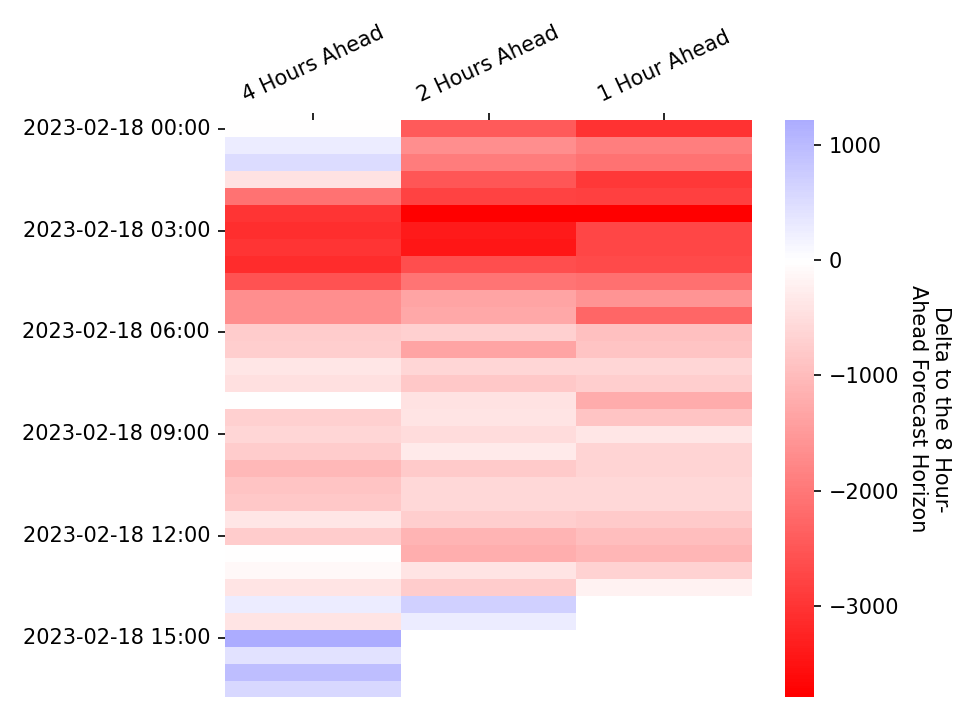 4 Hours Ahead
2 Hours Ahead
1 Hour Ahead
2023-02-18 00:00
2023-02-18 03:00
2023-02-18 06:00
2023-02-18 09:00
2023-02-18 12:00
2023-02-18 15:00
1000
0
−1000
−2000
−3000
Delta to the 8 Hour-
Ahead Forecast Horizon